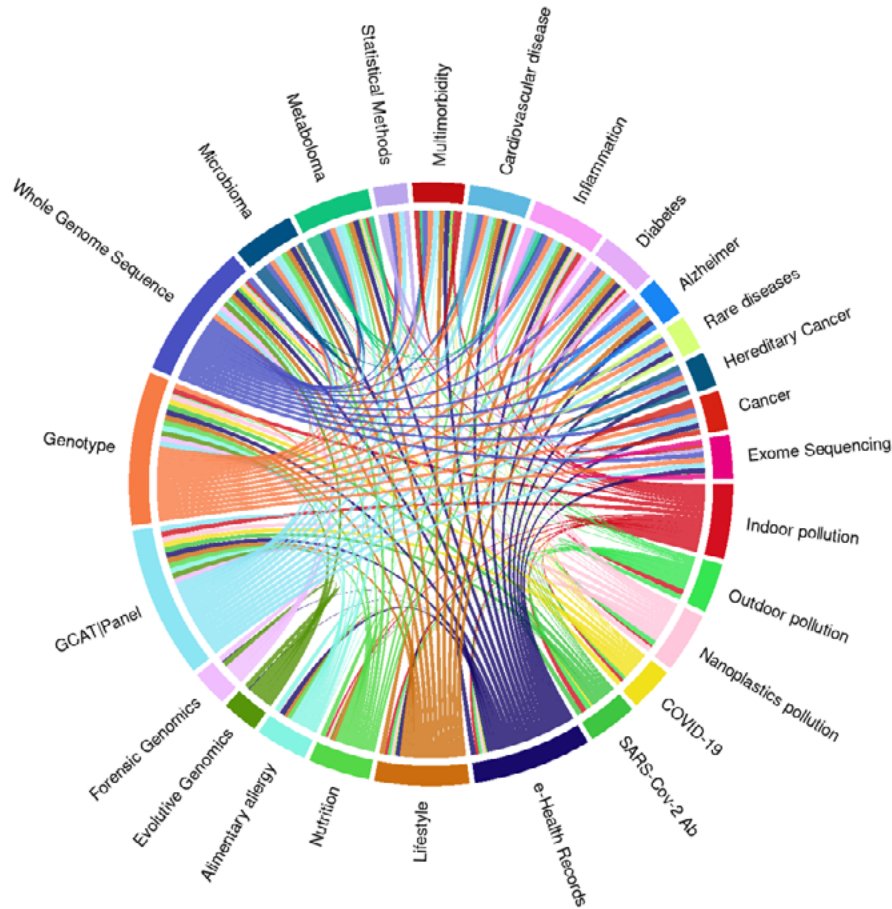 Statistical Methods
Multimorbidity
Cardiovascular disease
Inflammation
Diabetes
Alzheimer
Rare diseases
Hereditary Cancer
Cancer
Exome Sequencing
Indoor pollution
Outdoor pollution
Nanoplastics pollution
COVID-19
SARS-Cov-2 Ab
e-Health Records
Lifestyle
Nutrition
Alimentary allergy
Evolutive Genomics
Forensic Genomics
GCAT|Panel
Genotype
Whole Genome Sequence
Microbioma
Metaboloma